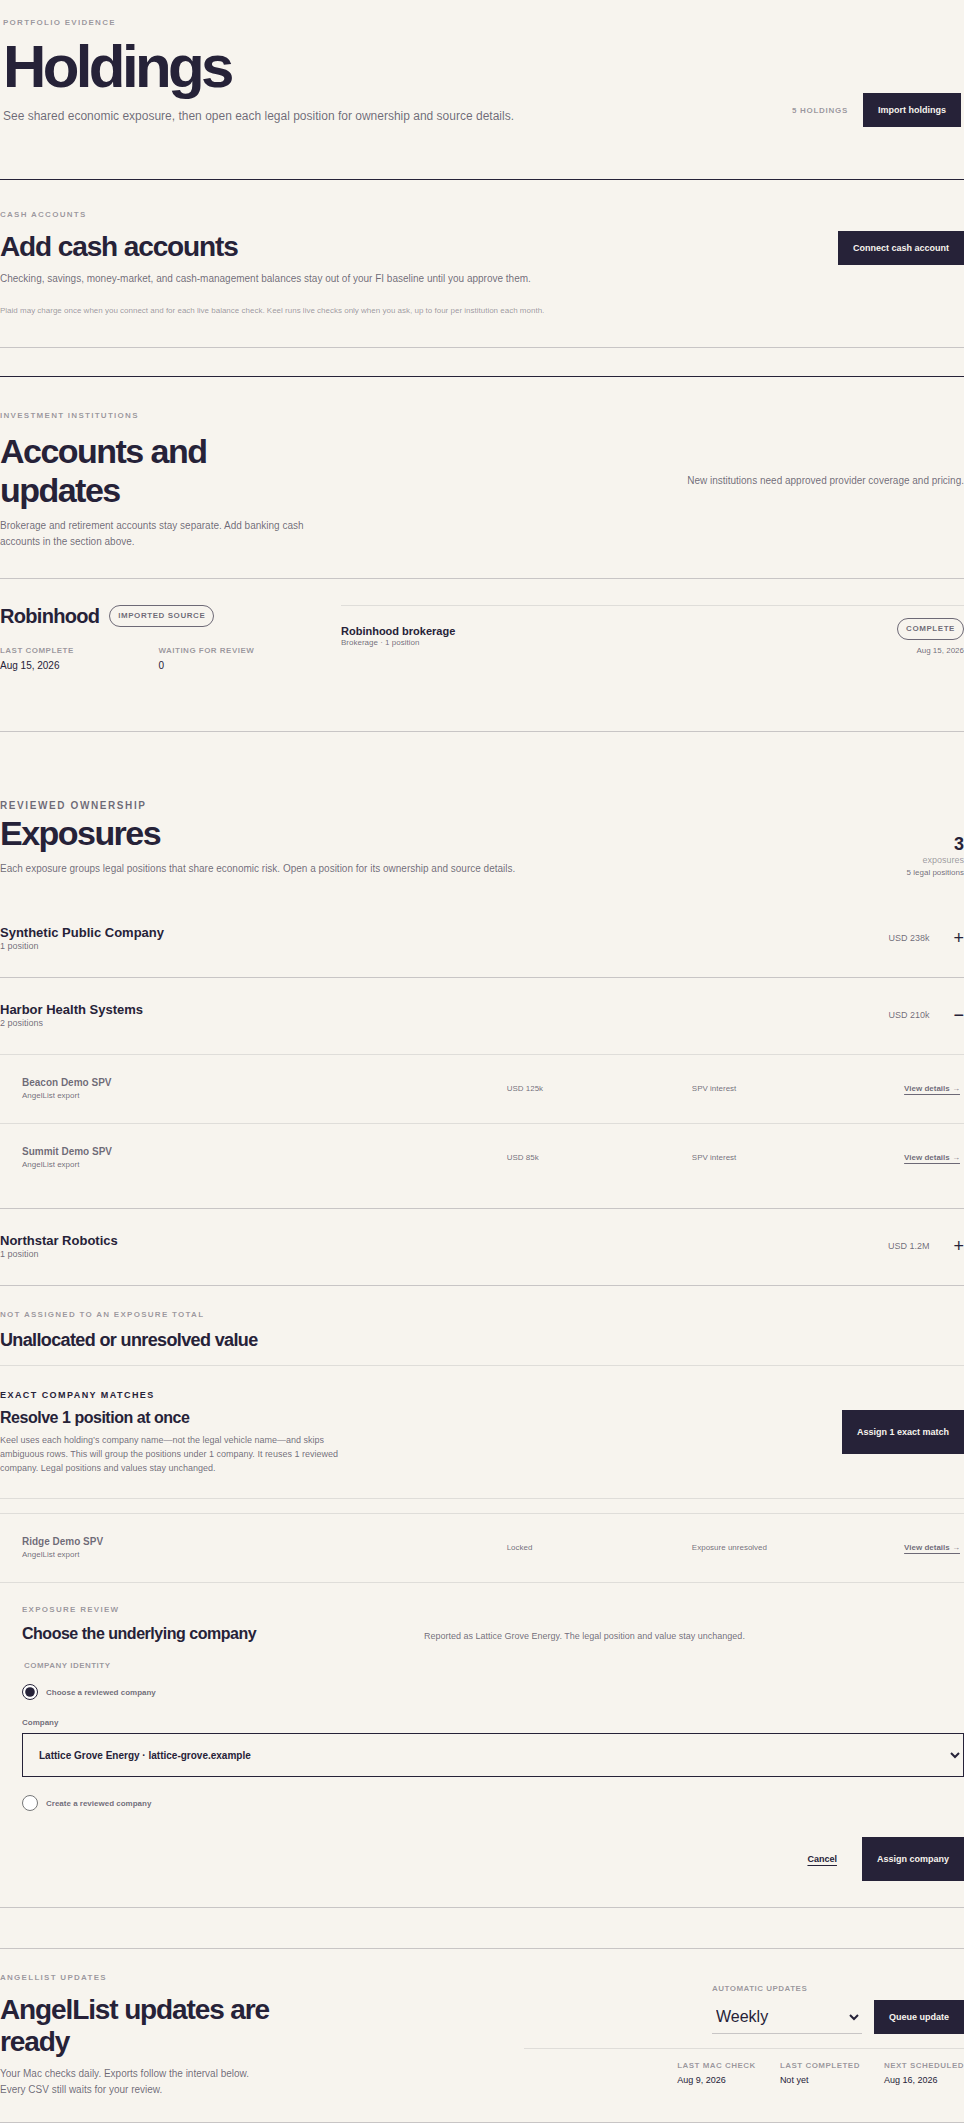 PORTFOLIO EVIDENCE
Holdings
See shared economic exposure, then open each legal position for ownership and source details.
5 HOLDINGS
Import holdings
CASH ACCOUNTS
Add cash accounts
Connect cash account
Checking, savings, money-market, and cash-management balances stay out of your FI baseline until you approve them.
Plaid may charge once when you connect and for each live balance check. Keel runs live checks only when you ask, up to four per institution each month.
INVESTMENT INSTITUTIONS
Accounts and
updates
New institutions need approved provider coverage and pricing.
Brokerage and retirement accounts stay separate. Add banking cash
accounts in the section above.
Robinhood
IMPORTED SOURCE
LAST COMPLETE
WAITING FOR REVIEW
Aug 15, 2026
0
Robinhood brokerage
Brokerage · 1 position
COMPLETE
Aug 15, 2026
REVIEWED OWNERSHIP
Exposures
Each exposure groups legal positions that share economic risk. Open a position for its ownership and source details.
3
exposures
5 legal positions
Synthetic Public Company
1 position
USD 238k
+
Harbor Health Systems
2 positions
USD 210k
−
Beacon Demo SPV
AngelList export
USD 125k
SPV interest
View details →
Summit Demo SPV
AngelList export
USD 85k
SPV interest
View details →
Northstar Robotics
1 position
USD 1.2M
+
NOT ASSIGNED TO AN EXPOSURE TOTAL
Unallocated or unresolved value
EXACT COMPANY MATCHES
Resolve 1 position at once
Keel uses each holding's company name—not the legal vehicle name—and skips
ambiguous rows. This will group the positions under 1 company. It reuses 1 reviewed
company. Legal positions and values stay unchanged.
Assign 1 exact match
Ridge Demo SPV
AngelList export
Locked
Exposure unresolved
View details →
EXPOSURE REVIEW
Choose the underlying company
Reported as Lattice Grove Energy. The legal position and value stay unchanged.
COMPANY IDENTITY
Choose a reviewed company
Company
Lattice Grove Energy · lattice-grove.example
Create a reviewed company
Cancel
Assign company
ANGELLIST UPDATES
AngelList updates are
ready
Your Mac checks daily. Exports follow the interval below.
Every CSV still waits for your review.
AUTOMATIC UPDATES
Weekly
Queue update
LAST MAC CHECK
LAST COMPLETED
NEXT SCHEDULED
Aug 9, 2026
Not yet
Aug 16, 2026